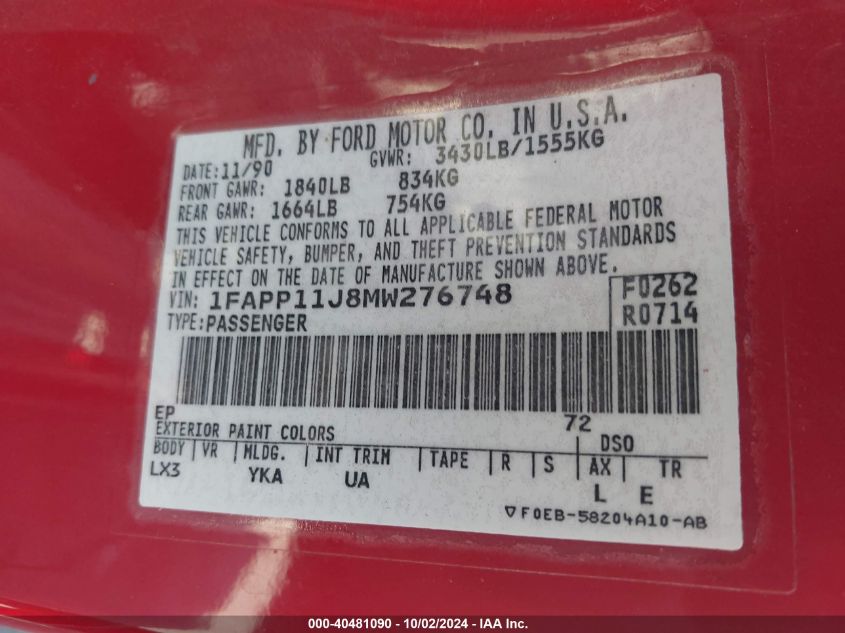 MFD. BY FORD MOTOR CO. IN U.S.A.
DATE: 11/90 GVWR: 3430LB/1555KG
FRONT GAWR: 1840LB 834KG
REAR GAWR: 1664LB 754KG
THIS VEHICLE CONFORMS TO ALL APPLICABLE FEDERAL MOTOR
VEHICLE SAFETY, BUMPER, AND THEFT PREVENTION STANDARDS
IN EFFECT ON THE DATE OF MANUFACTURE SHOWN ABOVE.
VIN: 1FAPP11J8MW276748 F0262
TYPE: PASSENGER R0714
EP 72
EXTERIOR PAINT COLORS DSO
BODY VR MLDG. INT TRIM TAPE R S AX TR
LX3 YKA UA L E
▽F0EB-58204A10-AB
000-40481090 - 10/02/2024 - IAA Inc.